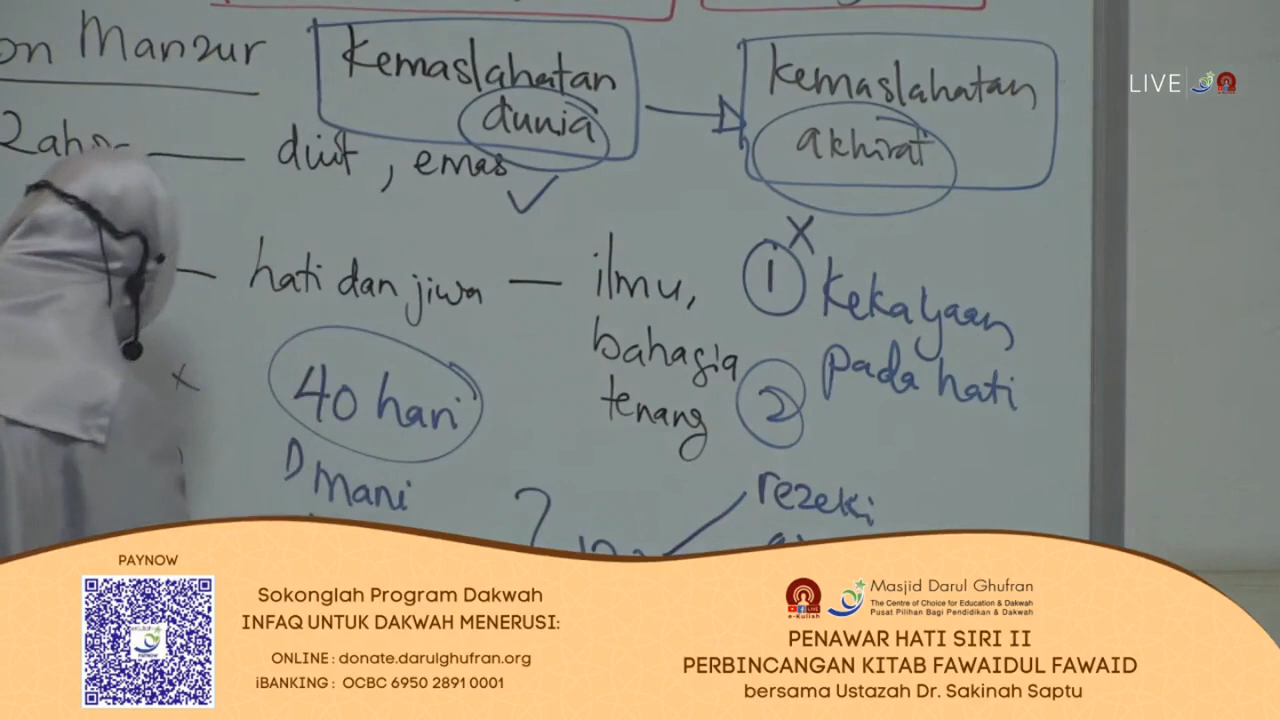 on Manzur
Kemaslahatan
dunia
Kemaslahatan
akhirat
LIVE
duit, emas
hati dan jiwa — ilmu,
bahagia
tenang
1 Kekayaan
pada hati
2
40 hari
1) Mani
rezeki
PAYNOW
Sokonglah Program Dakwah
INFAQ UNTUK DAKWAH MENERUSI:
ONLINE : donate.darulghufran.org
iBANKING : OCBC 6950 2891 0001
e-Kuliah
Masjid Darul Ghufran
The Centre of Choice for Education & Dakwah
Pusat Pilihan Bagi Pendidikan & Dakwah
PENAWAR HATI SIRI II
PERBINCANGAN KITAB FAWAIDUL FAWAID
bersama Ustazah Dr. Sakinah Saptu